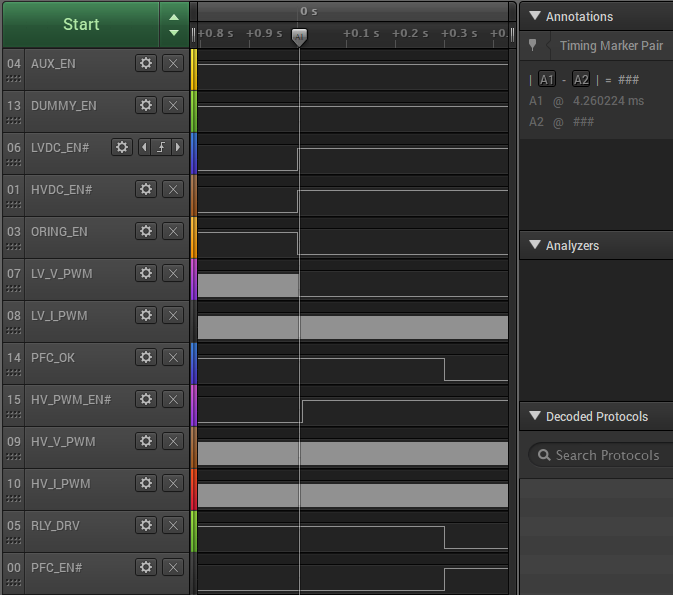 Start
0 s
+0.8 s +0.9 s A1 +0.1 s +0.2 s +0.3 s +0.
04 AUX_EN
13 DUMMY_EN
06 LVDC_EN#
01 HVDC_EN#
03 ORING_EN
07 LV_V_PWM
08 LV_I_PWM
14 PFC_OK
15 HV_PWM_EN#
09 HV_V_PWM
10 HV_I_PWM
05 RLY_DRV
00 PFC_EN#
Annotations
Timing Marker Pair
| A1 - A2 | = ###
A1 @ 4.260224 ms
A2 @ ###
Analyzers
Decoded Protocols
Search Protocols